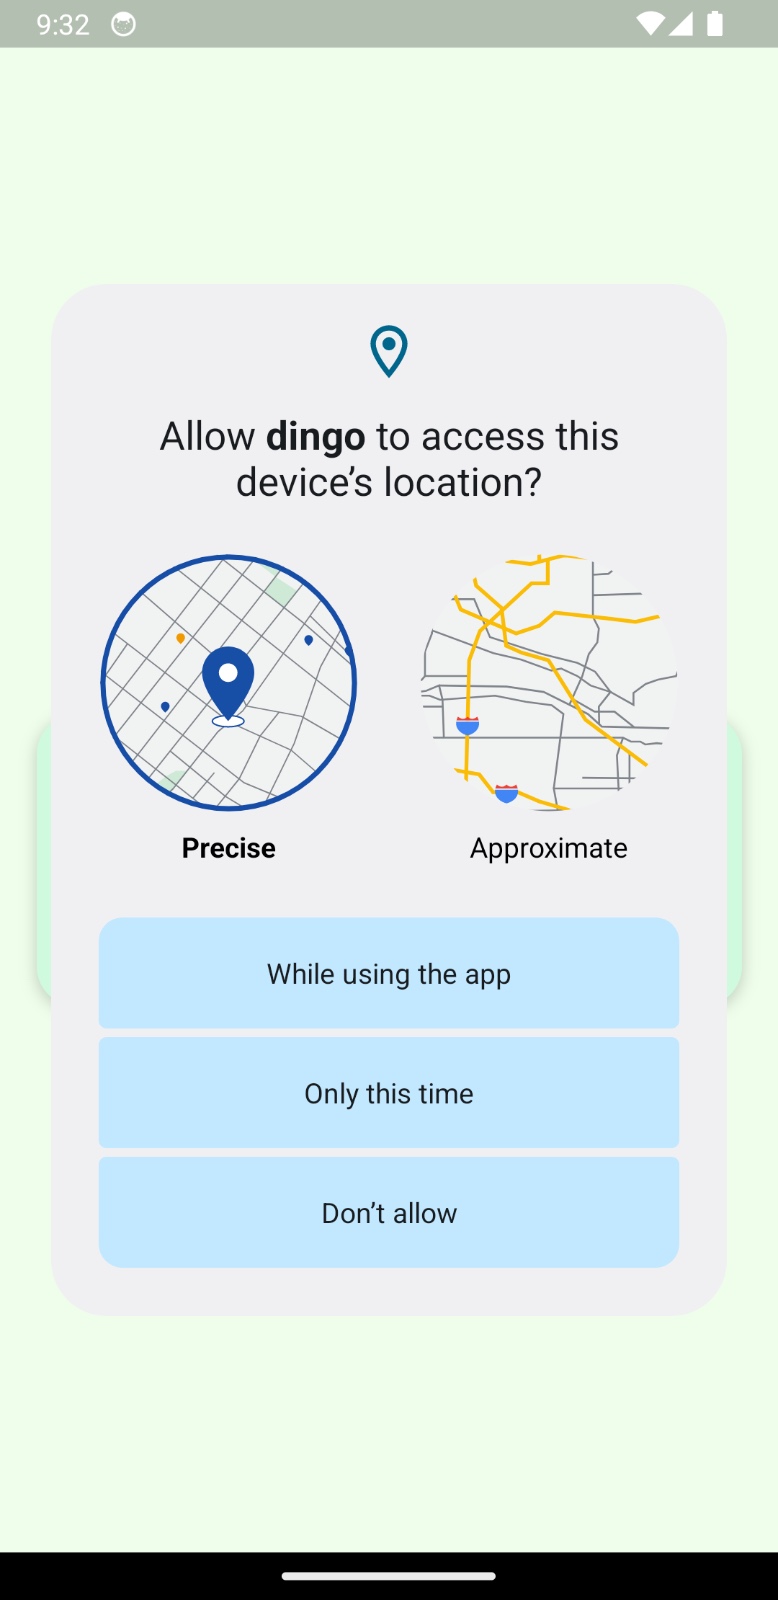 9:32
Allow dingo to access this
device’s location?
Precise
Approximate
While using the app
Only this time
Don’t allow